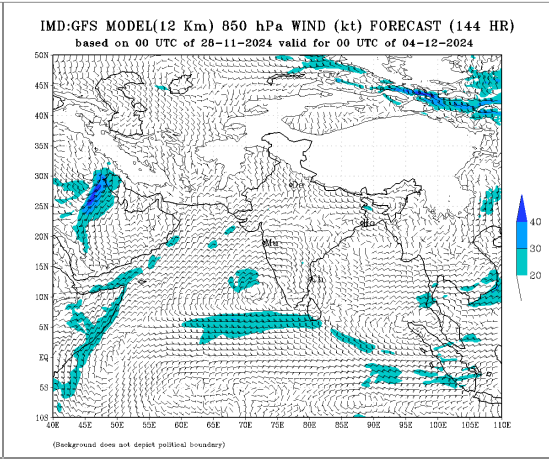 IMD:GFS MODEL(12 Km) 850 hPa WIND (kt) FORECAST (144 HR)
based on 00 UTC of 28-11-2024 valid for 00 UTC of 04-12-2024
50N
45N
40N
35N
30N
25N
20N
15N
10N
5N
EQ
5S
10S
40E 45E 50E 55E 60E 65E 70E 75E 80E 85E 90E 95E 100E 105E 110E
De
Mu
40
30
20
(Background does not depict political boundary)